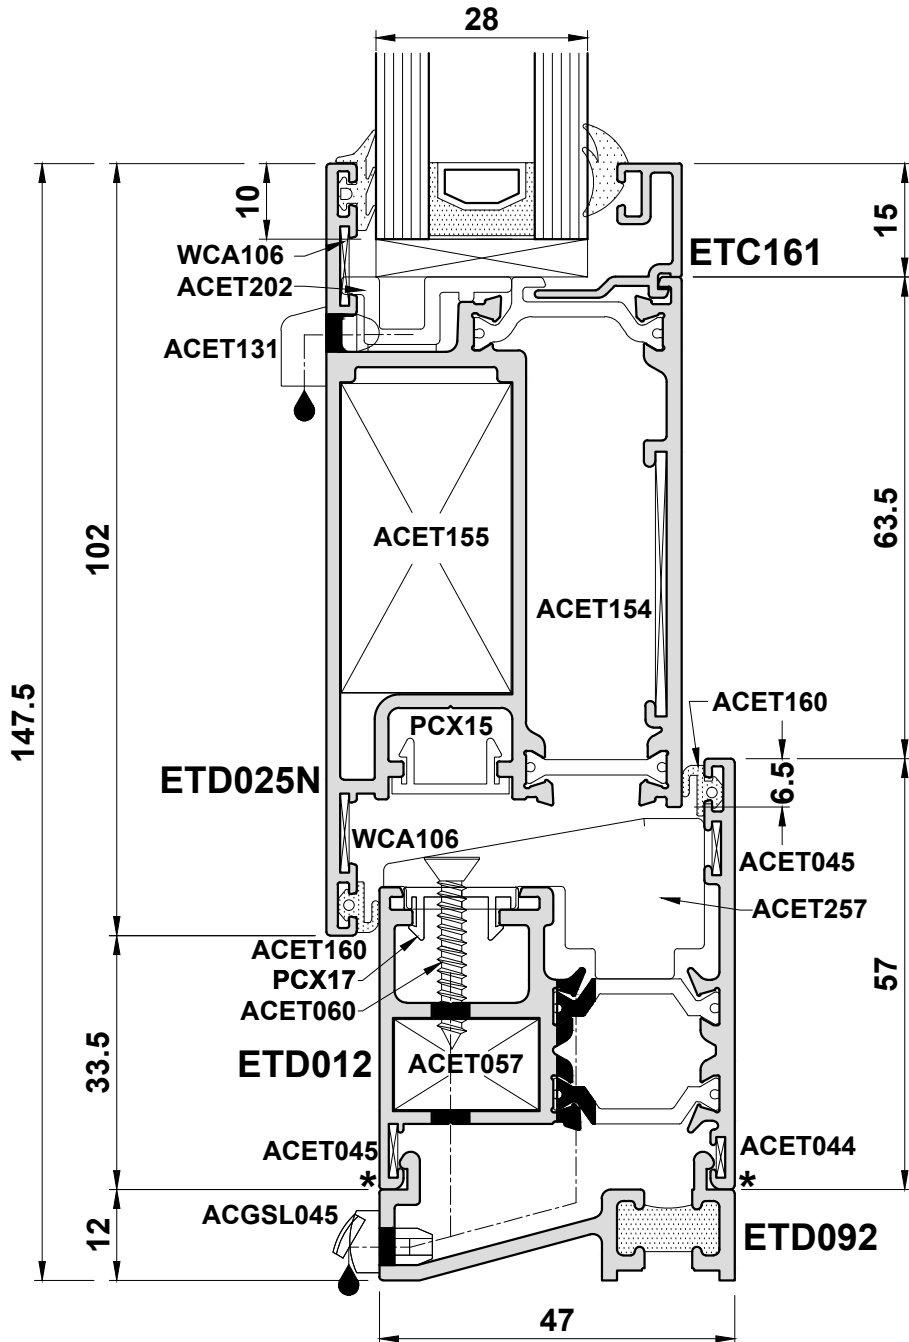 28
10
15
WCA106
ETC161
ACET202
ACET131
102
63.5
ACET155
ACET154
147.5
ACET160
PCX15
6.5
ETD025N
WCA106
ACET045
ACET257
ACET160
PCX17
57
ACET060
33.5
ETD012
ACET057
ACET045
ACET044
*
*
ACGSL045
12
ETD092
47